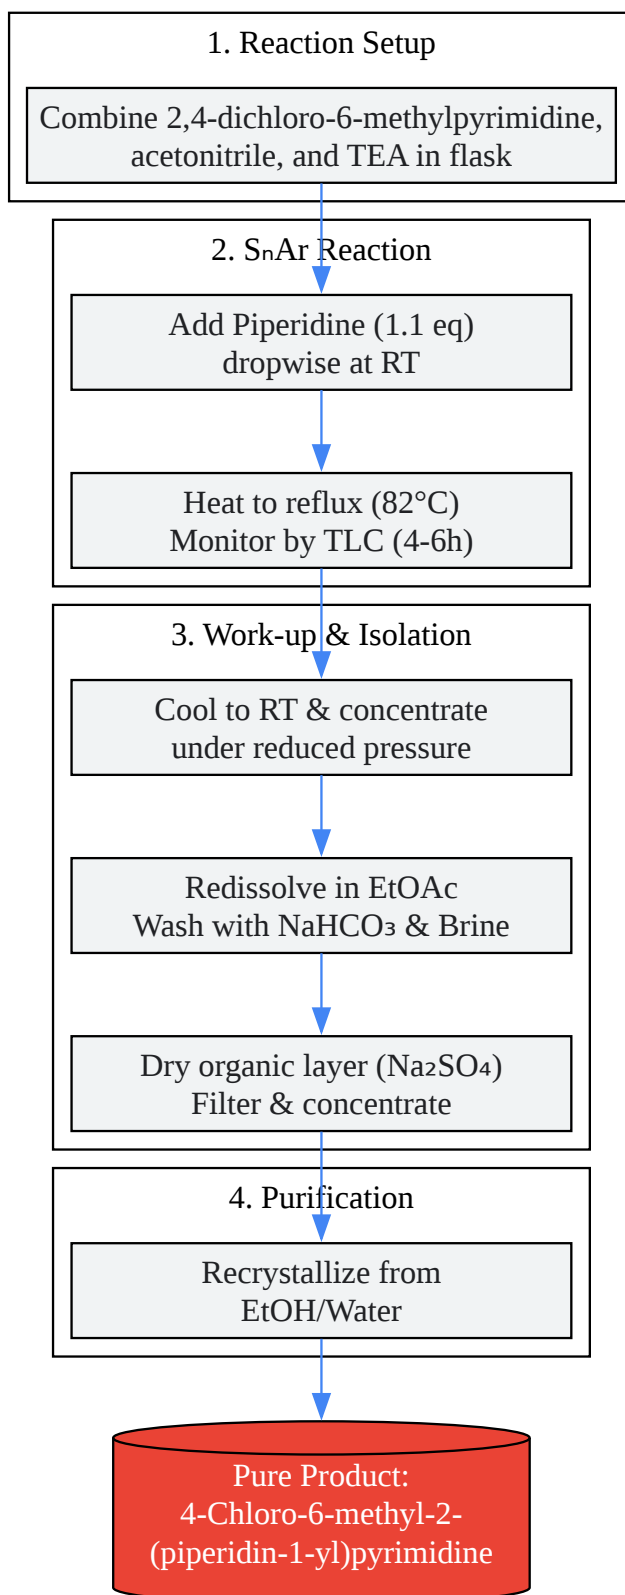 1. Reaction Setup
Combine 2,4-dichloro-6-methylpyrimidine,
acetonitrile, and TEA in flask
2. SₙAr Reaction
Add Piperidine (1.1 eq)
dropwise at RT
Heat to reflux (82°C)
Monitor by TLC (4-6h)
3. Work-up & Isolation
Cool to RT & concentrate
under reduced pressure
Redissolve in EtOAc
Wash with NaHCO₃ & Brine
Dry organic layer (Na₂SO₄)
Filter & concentrate
4. Purification
Recrystallize from
EtOH/Water
Pure Product:
4-Chloro-6-methyl-2-
(piperidin-1-yl)pyrimidine